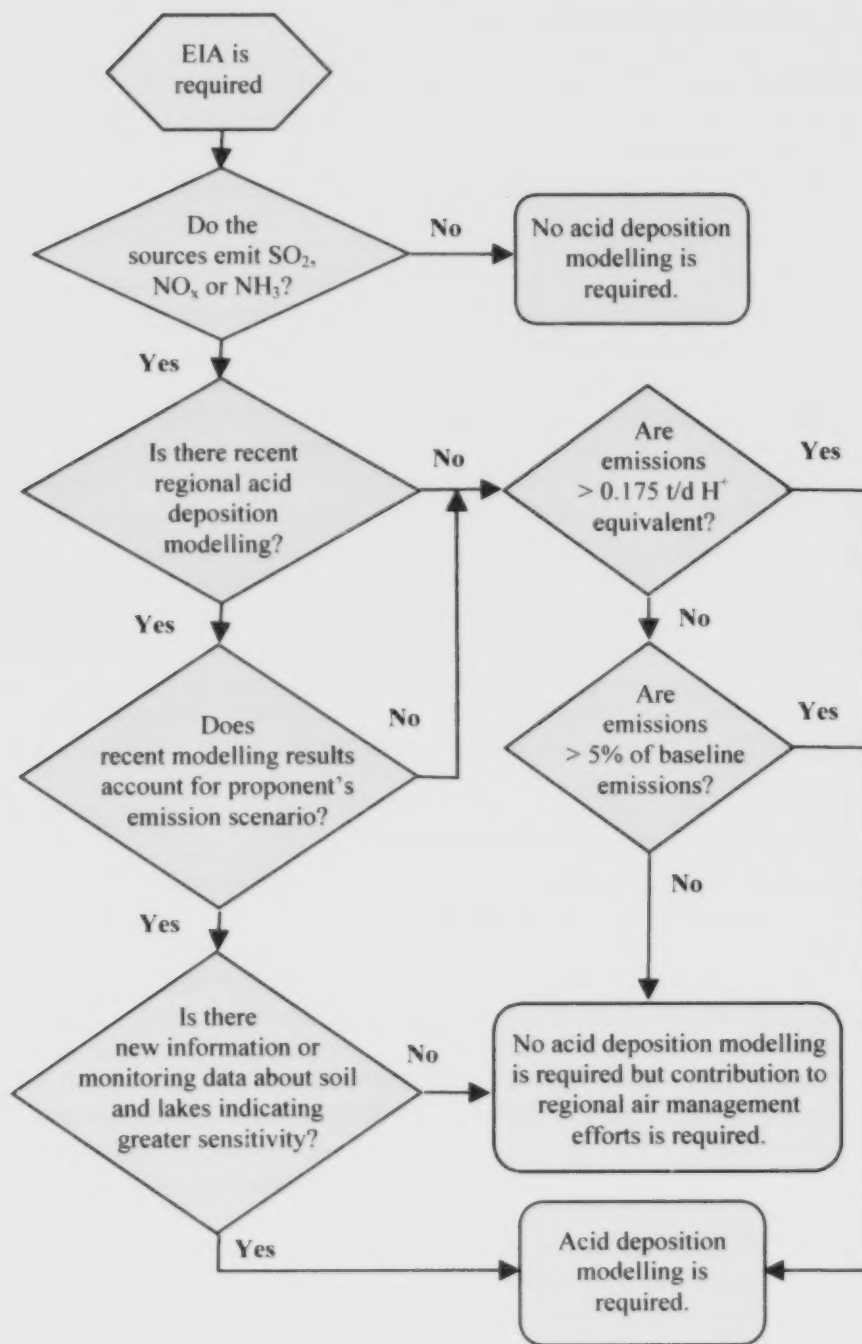 EIA is
required
Do the
sources emit SO₂,
NOₓ or NH₃?
No
No acid deposition
modelling is
required.
Yes
Is there recent
regional acid
deposition
modelling?
No
Are
emissions
> 0.175 t/d H⁺
equivalent?
Yes
Yes
No
Does
recent modelling results
account for proponent's
emission scenario?
No
Are
emissions
> 5% of baseline
emissions?
Yes
No
Yes
Is there
new information or
monitoring data about soil
and lakes indicating
greater sensitivity?
No
No acid deposition modelling
is required but contribution to
regional air management
efforts is required.
Yes
Acid deposition
modelling is
required.